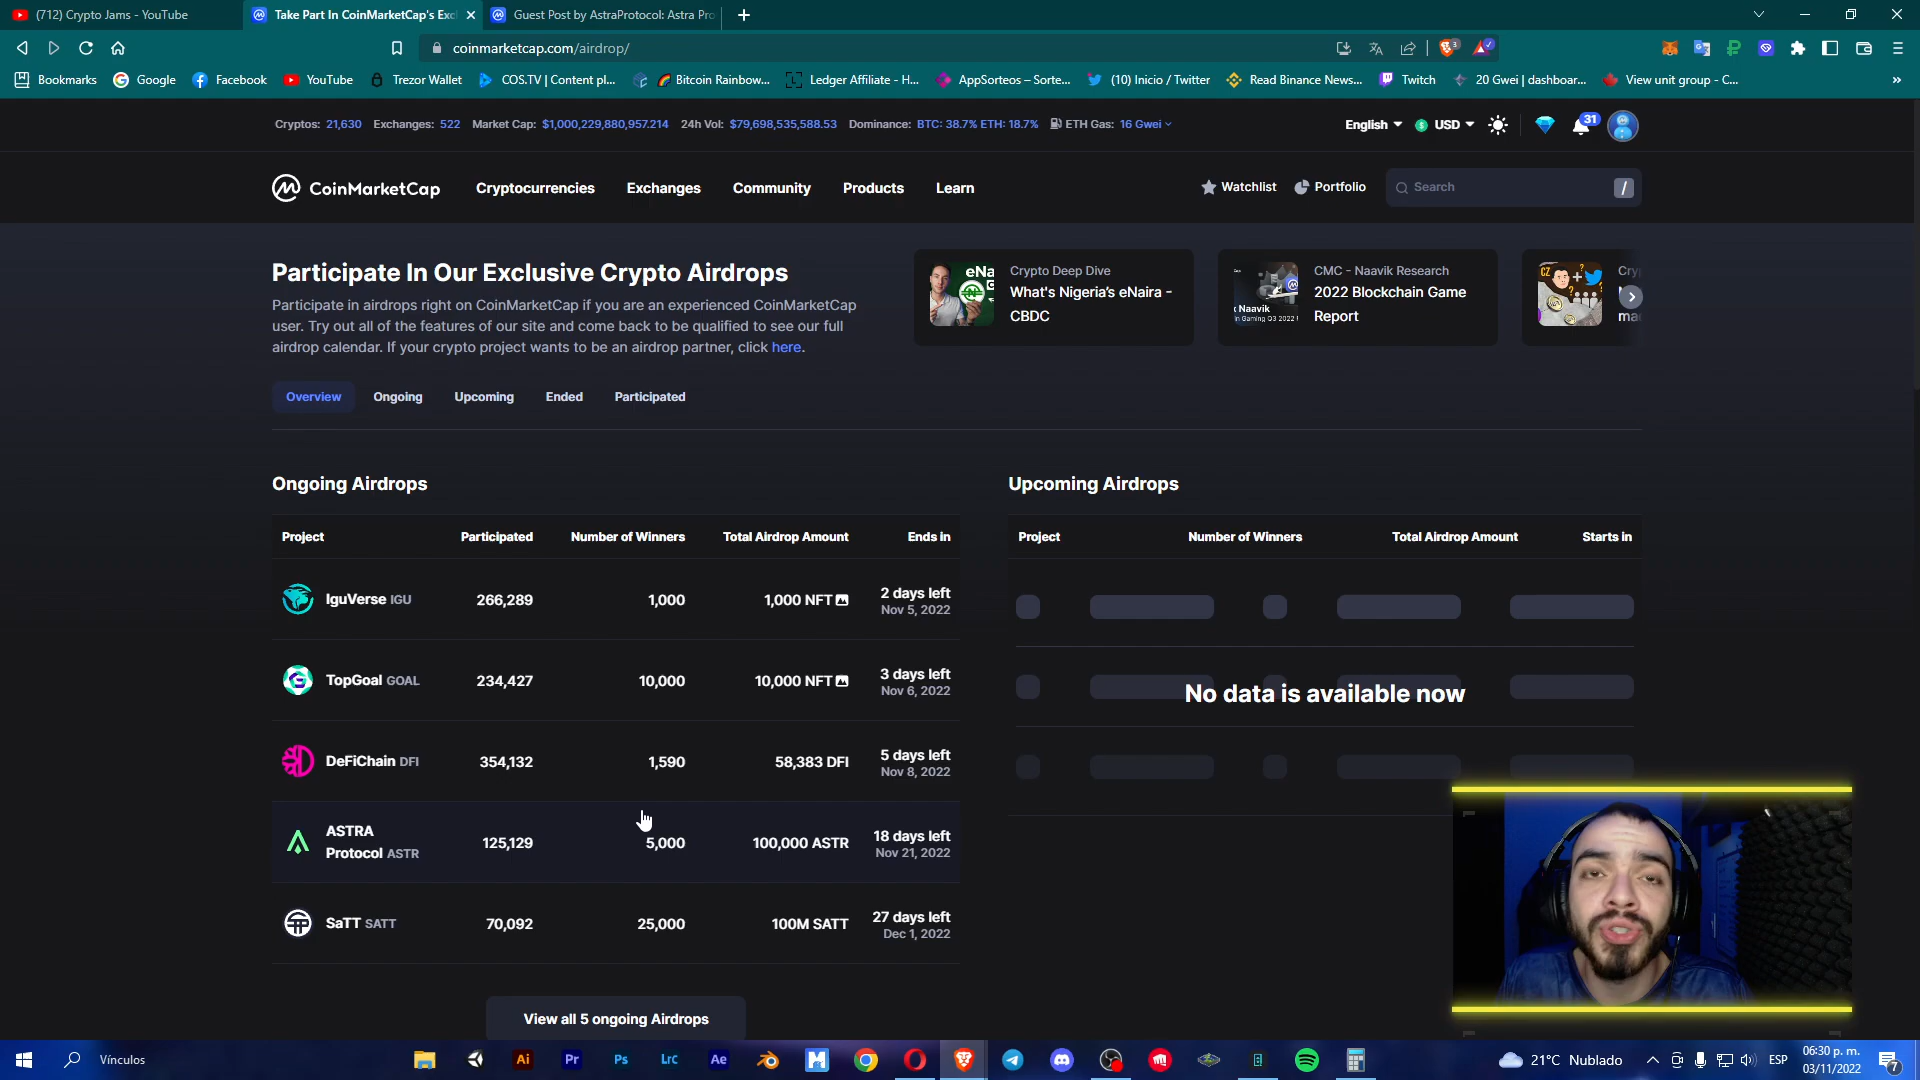 (712) Crypto Jams - YouTube
Take Part In CoinMarketCap's Exc
Guest Post by AstraProtocol: Astra Pro
coinmarketcap.com/airdrop/
Bookmarks
Google
Facebook
YouTube
Trezor Wallet
COS.TV | Content pl...
Bitcoin Rainbow...
Ledger Affiliate - H...
AppSorteos – Sorte...
(10) Inicio / Twitter
Read Binance News...
Twitch
20 Gwei | dashboar...
View unit group - C...
Cryptos: 21,630 Exchanges: 522 Market Cap: $1,000,229,880,957.214 24h Vol: $79,698,535,588.53 Dominance: BTC: 38.7% ETH: 18.7% ETH Gas: 16 Gwei
English USD 31
CoinMarketCap
Cryptocurrencies Exchanges Community Products Learn
Watchlist Portfolio Search /
Participate In Our Exclusive Crypto Airdrops
Participate in airdrops right on CoinMarketCap if you are an experienced CoinMarketCap
user. Try out all of the features of our site and come back to be qualified to see our full
airdrop calendar. If your crypto project wants to be an airdrop partner, click here.
Crypto Deep Dive
What's Nigeria's eNaira -
CBDC
CMC - Naavik Research
2022 Blockchain Game
Report
Overview Ongoing Upcoming Ended Participated
Ongoing Airdrops
Project Participated Number of Winners Total Airdrop Amount Ends in
IguVerse IGU 266,289 1,000 1,000 NFT 2 days left
Nov 5, 2022
TopGoal GOAL 234,427 10,000 10,000 NFT 3 days left
Nov 6, 2022
DeFiChain DFI 354,132 1,590 58,383 DFI 5 days left
Nov 8, 2022
ASTRA
Protocol ASTR 125,129 5,000 100,000 ASTR 18 days left
Nov 21, 2022
SaTT SATT 70,092 25,000 100M SATT 27 days left
Dec 1, 2022
View all 5 ongoing Airdrops
Upcoming Airdrops
Project Number of Winners Total Airdrop Amount Starts in
No data is available now
Vínculos
Ai Pr Ps Lrc Ae
21°C Nublado
ESP
06:30 p. m.
03/11/2022
7